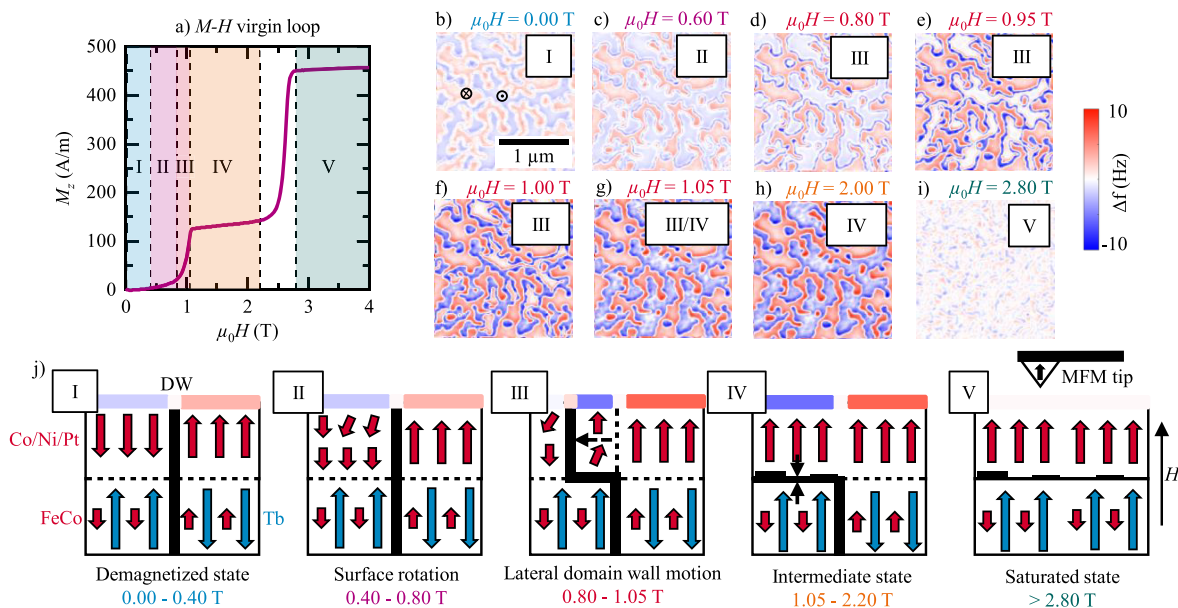 a) M-H virgin loop
500
400
300
200
100
0
M_z (A/m)
I
II
III
IV
V
0
1
2
3
4
μ₀H (T)
b) μ₀H = 0.00 T
I
1 μm
c) μ₀H = 0.60 T
II
d) μ₀H = 0.80 T
III
e) μ₀H = 0.95 T
III
f) μ₀H = 1.00 T
III
g) μ₀H = 1.05 T
III/IV
h) μ₀H = 2.00 T
IV
i) μ₀H = 2.80 T
V
10
Δf (Hz)
-10
j)
I
DW
II
III
IV
V
MFM tip
Co/Ni/Pt
FeCo
Tb
H
Demagnetized state
0.00 - 0.40 T
Surface rotation
0.40 - 0.80 T
Lateral domain wall motion
0.80 - 1.05 T
Intermediate state
1.05 - 2.20 T
Saturated state
> 2.80 T